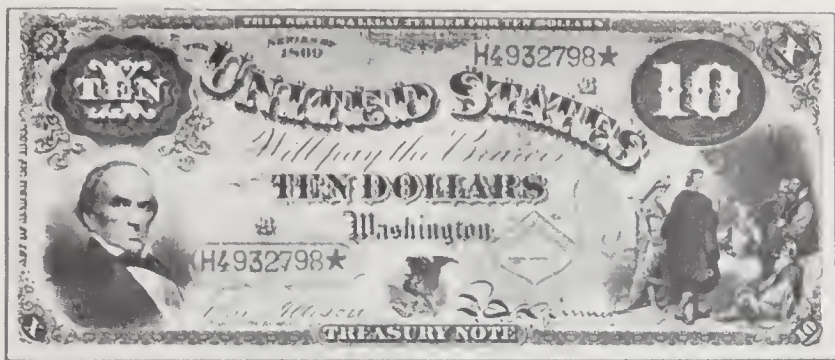 THIS NOTE IS A LEGAL TENDER FOR TEN DOLLARS
SERIES OF
1869
H4932798★
X
TEN
10
UNITED STATES
Will pay the Bearer
TEN DOLLARS
Washington
H4932798★
X
TREASURY NOTE
10